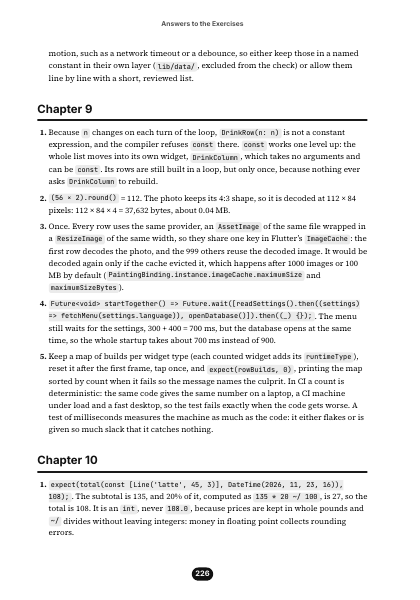 Answers to the Exercises
motion, such as a network timeout or a debounce, so either keep those in a named
constant in their own layer ( lib/data/ , excluded from the check) or allow them
line by line with a short, reviewed list.
Chapter 9
1. Because n changes on each turn of the loop, DrinkRow(n: n) is not a constant
expression, and the compiler refuses const there. const works one level up: the
whole list moves into its own widget, DrinkColumn , which takes no arguments and
can be const . Its rows are still built in a loop, but only once, because nothing ever
asks DrinkColumn to rebuild.
2. (56 × 2).round() = 112. The photo keeps its 4:3 shape, so it is decoded at 112 × 84
pixels: 112 × 84 × 4 = 37,632 bytes, about 0.04 MB.
3. Once. Every row uses the same provider, an AssetImage of the same file wrapped in
a ResizeImage of the same width, so they share one key in Flutter's ImageCache : the
first row decodes the photo, and the 999 others reuse the decoded image. It would be
decoded again only if the cache evicted it, which happens after 1000 images or 100
MB by default ( PaintingBinding.instance.imageCache.maximumSize and
maximumSizeBytes ).
4. Future<void> startTogether() => Future.wait([readSettings().then((settings)
=> fetchMenu(settings.language)), openDatabase()]).then((_) {}); . The menu
still waits for the settings, 300 + 400 = 700 ms, but the database opens at the same
time, so the whole startup takes about 700 ms instead of 900.
5. Keep a map of builds per widget type (each counted widget adds its runtimeType ),
reset it after the first frame, tap once, and expect(rowBuilds, 0) , printing the map
sorted by count when it fails so the message names the culprit. In CI a count is
deterministic: the same code gives the same number on a laptop, a CI machine
under load and a fast desktop, so the test fails exactly when the code gets worse. A
test of milliseconds measures the machine as much as the code: it either flakes or is
given so much slack that it catches nothing.
Chapter 10
1. expect(total(const [Line('latte', 45, 3)], DateTime(2026, 11, 23, 16)),
108); . The subtotal is 135, and 20% of it, computed as 135 * 20 ~/ 100 , is 27, so the
total is 108. It is an int , never 108.0 , because prices are kept in whole pounds and
~/ divides without leaving integers: money in floating point collects rounding
errors.
226